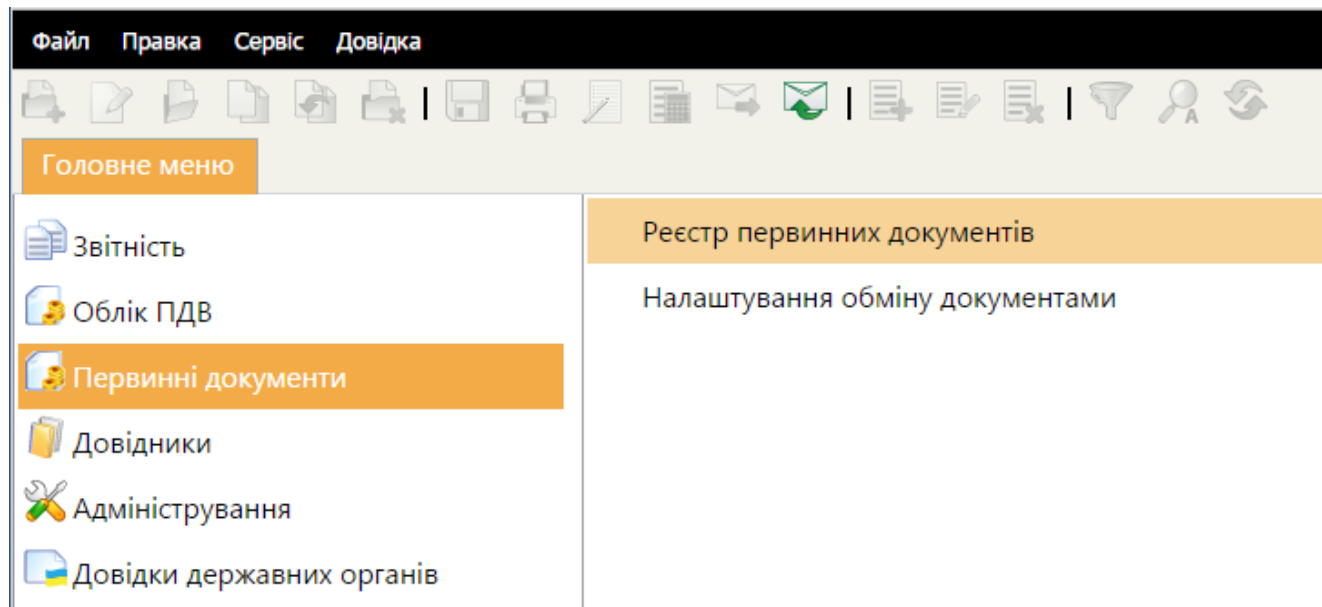 Файл Правка Сервіс Довідка
Головне меню
Звітність
Облік ПДВ
Первинні документи
Довідники
Адміністрування
Довідки державних органів
Реєстр первинних документів
Налаштування обміну документами